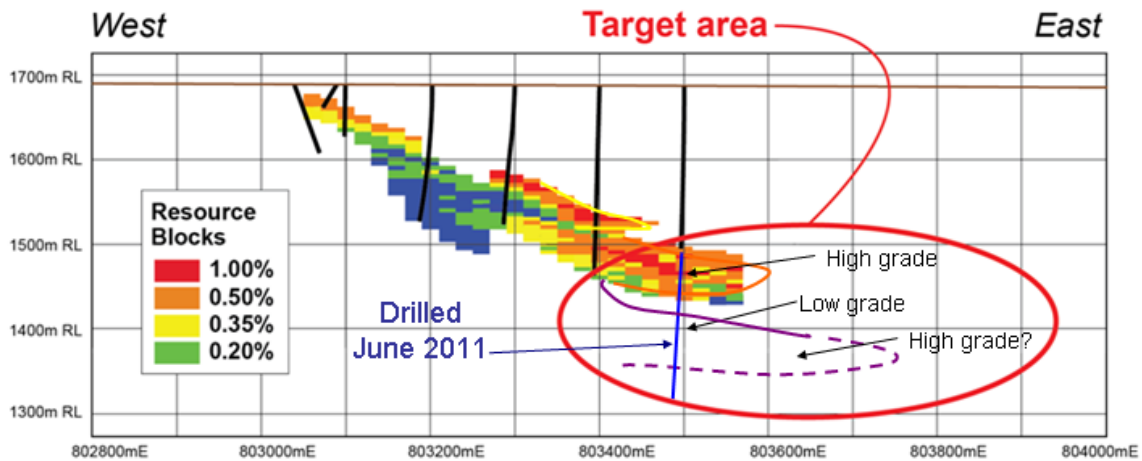 West
Target area
East
1700m RL
1600m RL
1500m RL
1400m RL
1300m RL
Resource
Blocks
1.00%
0.50%
0.35%
0.20%
Drilled
June 2011
High grade
Low grade
High grade?
802800mE
803000mE
803200mE
803400mE
803600mE
803800mE
804000mE